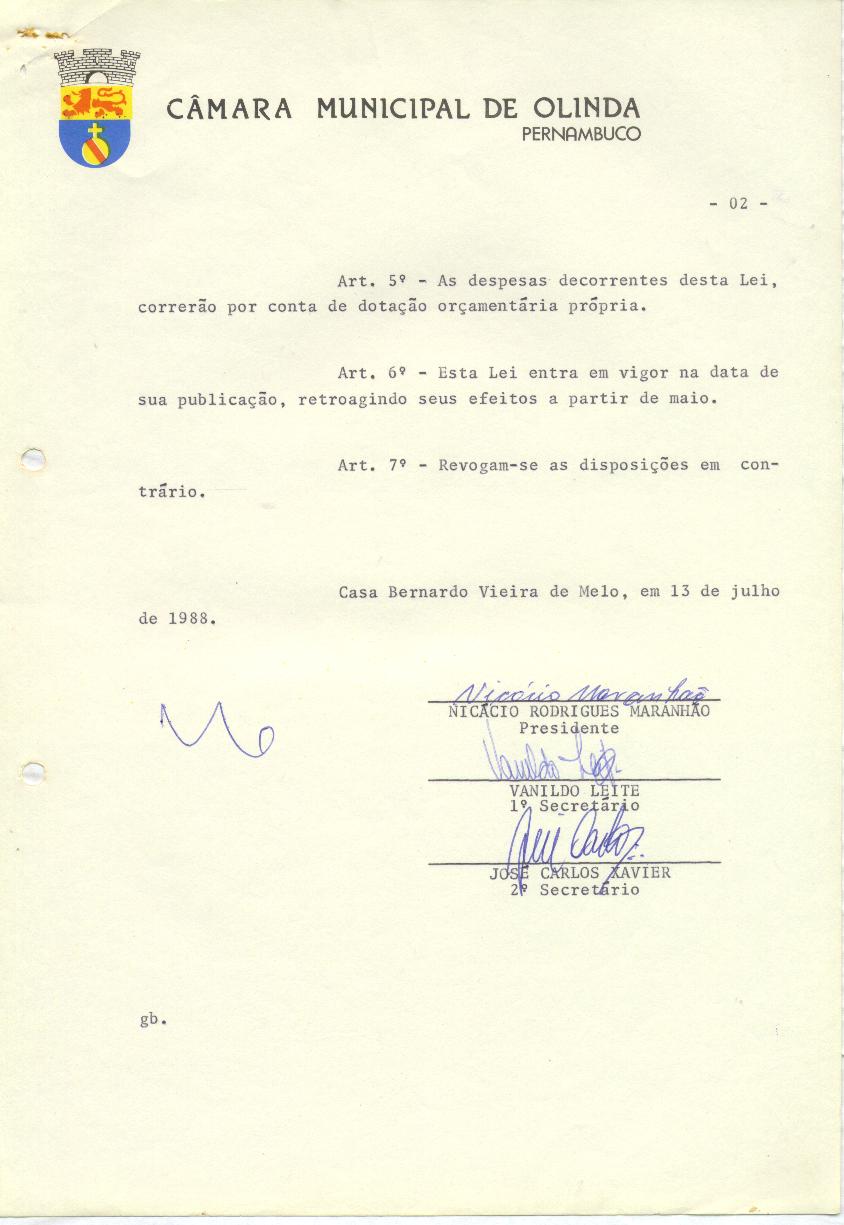 CÂMARA MUNICIPAL DE OLINDA
PERNAMBUCO
- 02 -
Art. 5º - As despesas decorrentes desta Lei,
correrão por conta de dotação orçamentária própria.
Art. 6º - Esta Lei entra em vigor na data de
sua publicação, retroagindo seus efeitos a partir de maio.
Art. 7º - Revogam-se as disposições em con-
trário.
Casa Bernardo Vieira de Melo, em 13 de julho
de 1988.
Nicácio Maranhão
NICÁCIO RODRIGUES MARANHÃO
Presidente
Vanildo Leite
VANILDO LEITE
1º Secretário
José Carlos
JOSÉ CARLOS XAVIER
2º Secretário
gb.